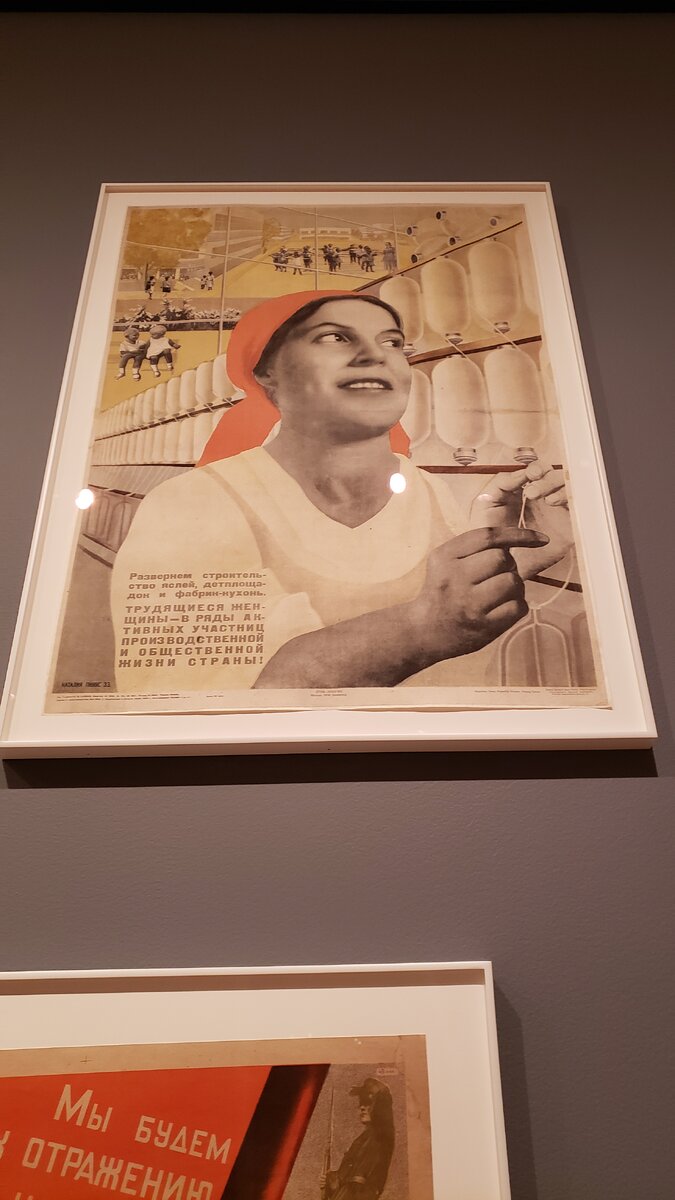 Развернем строитель-
ство яслей, детплоща-
док и фабрик-кухонь.
ТРУДЯЩИЕСЯ ЖЕН-
ЩИНЫ—В РЯДЫ АК-
ТИВНЫХ УЧАСТНИЦ
ПРОИЗВОДСТВЕННОЙ
И ОБЩЕСТВЕННОЙ
ЖИЗНИ СТРАНЫ!
НАТАЛИЯ ПИНУС 33
МЫ БУДЕМ
ОТРАЖЕНИЮ